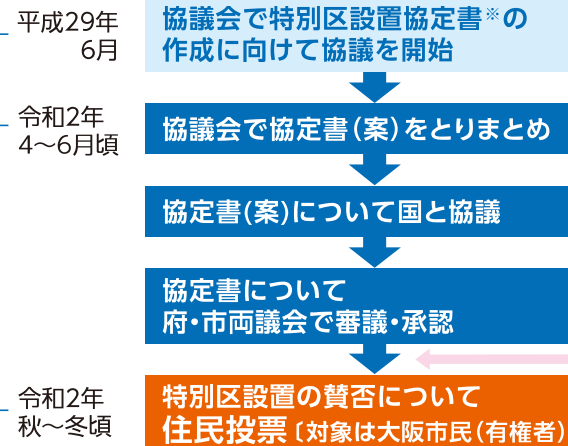 平成29年
6月
協議会で特別区設置協定書※の
作成に向けて協議を開始
令和2年
4〜6月頃
協議会で協定書（案）をとりまとめ
協定書(案)について国と協議
協定書について
府・市両議会で審議・承認
令和2年
秋〜冬頃
特別区設置の賛否について
住民投票〔対象は大阪市民（有権者）